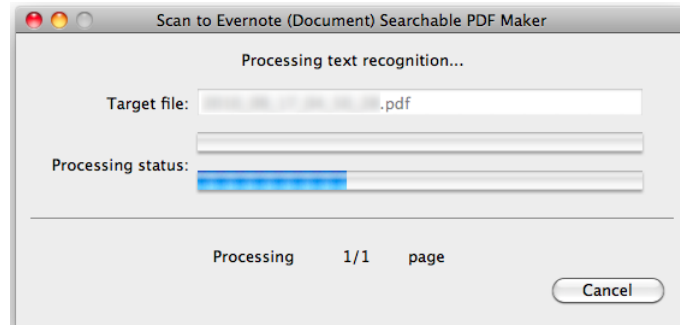 Scan to Evernote (Document) Searchable PDF Maker
Processing text recognition...
Target file: .pdf
Processing status:
Processing 1/1 page
Cancel